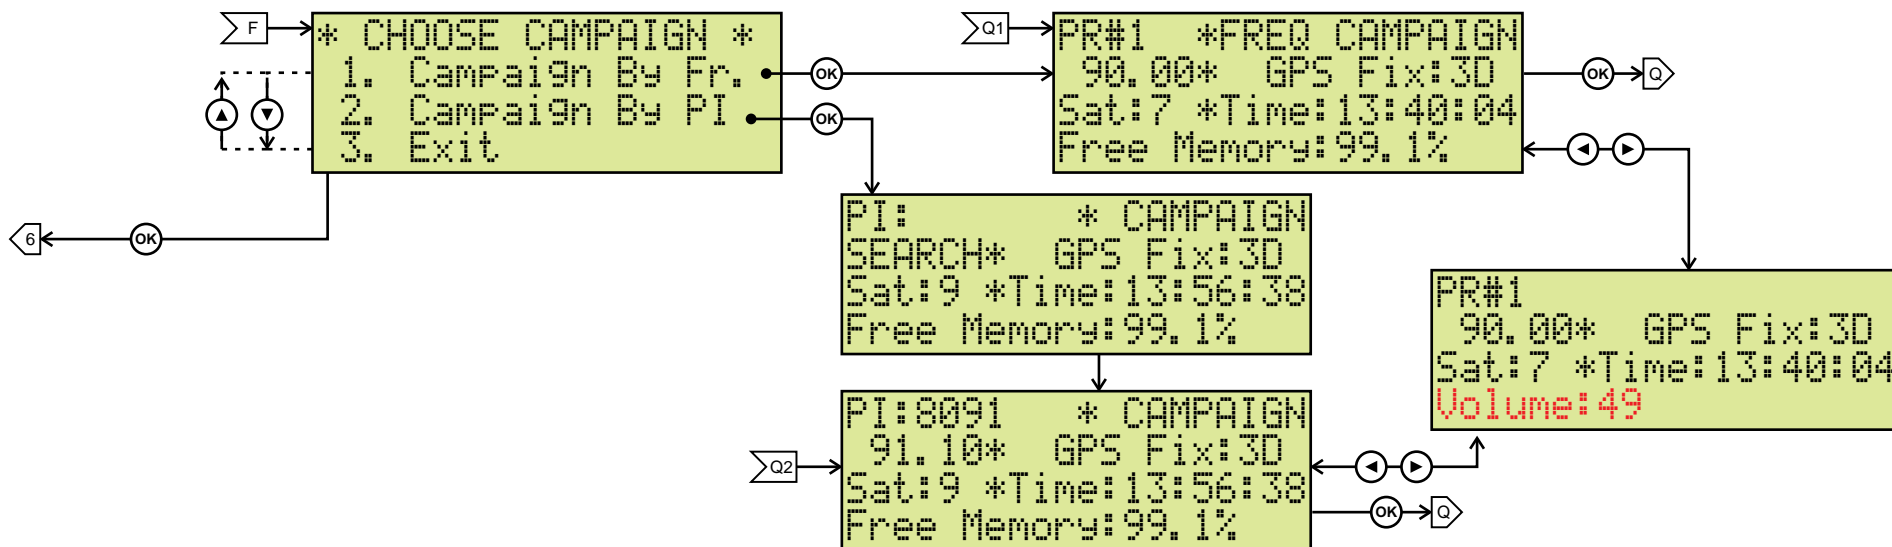 F
* CHOOSE CAMPAIGN *
1. Campaign By Fr.
2. Campaign By PI
3. Exit
OK
OK
OK
6
Q1
PR#1 *FREQ CAMPAIGN
90.00* GPS Fix:3D
Sat:7 *Time:13:40:04
Free Memory:99.1%
OK
Q
PI: * CAMPAIGN
SEARCH* GPS Fix:3D
Sat:9 *Time:13:56:38
Free Memory:99.1%
PR#1
90.00* GPS Fix:3D
Sat:7 *Time:13:40:04
Volume:49
Q2
PI:8091 * CAMPAIGN
91.10* GPS Fix:3D
Sat:9 *Time:13:56:38
Free Memory:99.1%
OK
Q